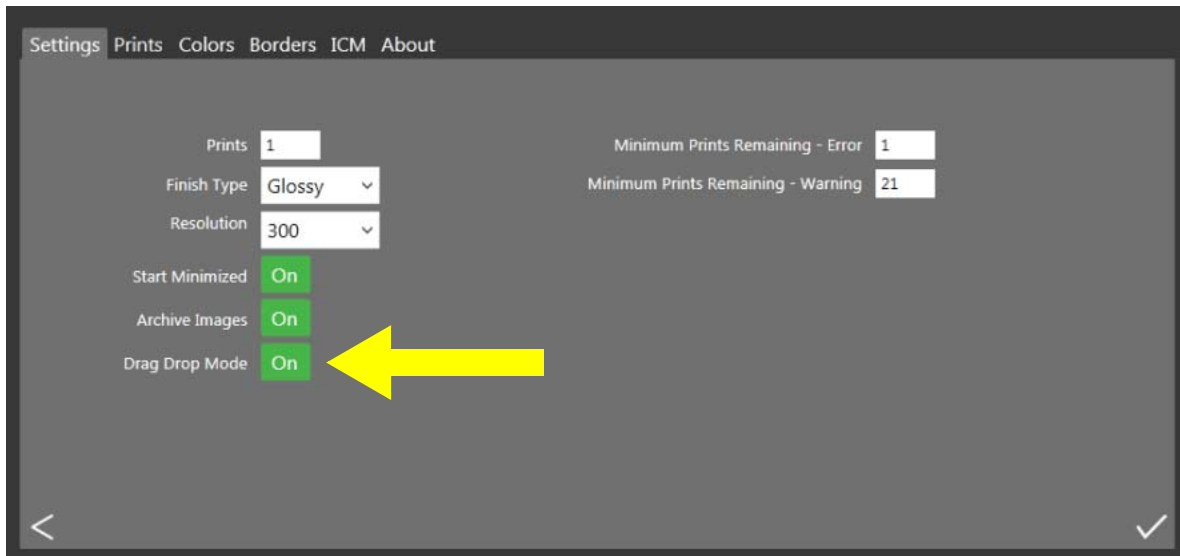 Settings Prints Colors Borders ICM About
Prints 1
Finish Type Glossy
Resolution 300
Start Minimized On
Archive Images On
Drag Drop Mode On
Minimum Prints Remaining - Error 1
Minimum Prints Remaining - Warning 21